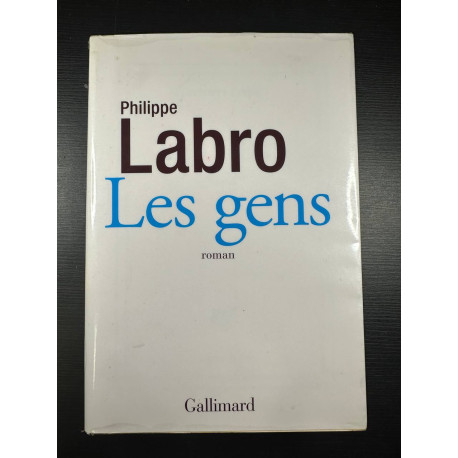 Philippe
Labro
Les gens
roman
Gallimard